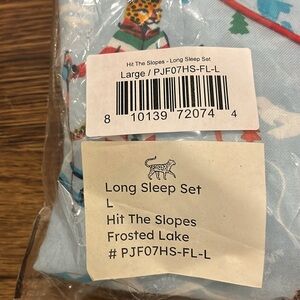 Hit The Slopes - Long Sleep Set
Large / PJF07HS-FL-L
8 10139 72074 4
Long Sleep Set
L
Hit The Slopes
Frosted Lake
# PJF07HS-FL-L